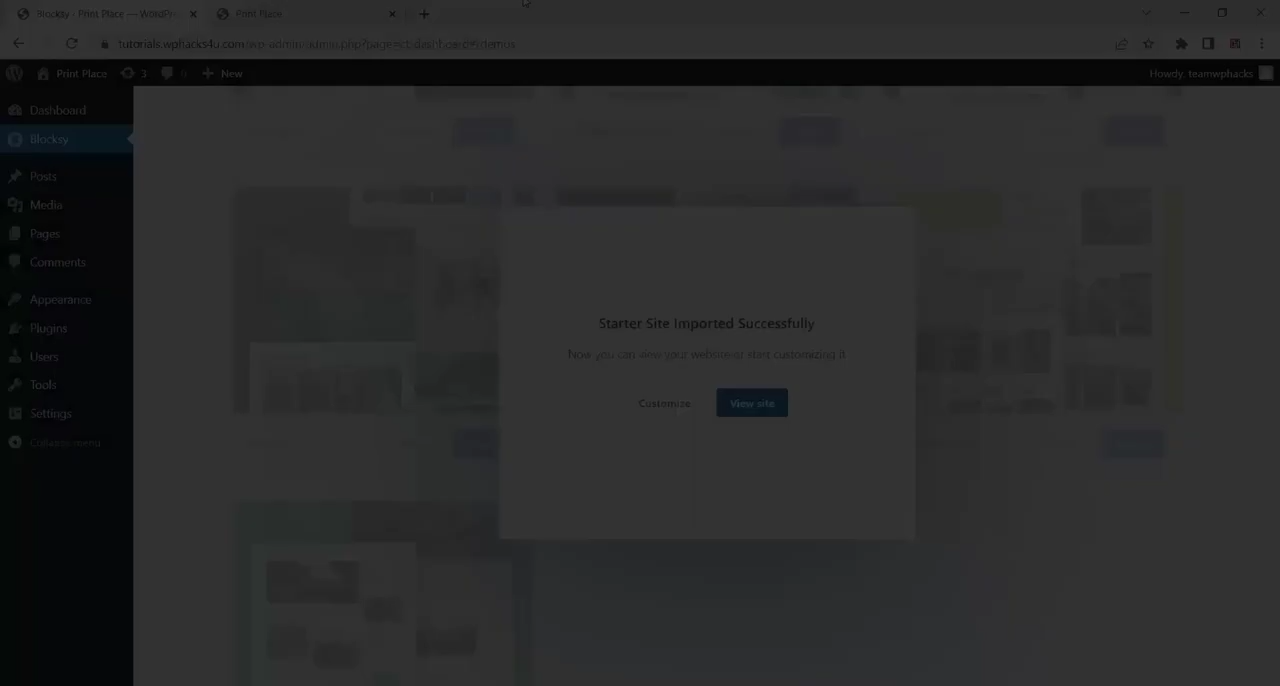 Blocksy - Print Place — WordPr
Print Place
tutorials.wphacks4u.com/wp-admin/admin.php?page=ct-dashboard#/demos
Print Place
3
0
New
Howdy, teamwphacks
Dashboard
Blocksy
Posts
Media
Pages
Comments
Appearance
Plugins
Users
Tools
Settings
Collapse menu
Starter Site Imported Successfully
Now you can view your website or start customizing it
Customize
View site